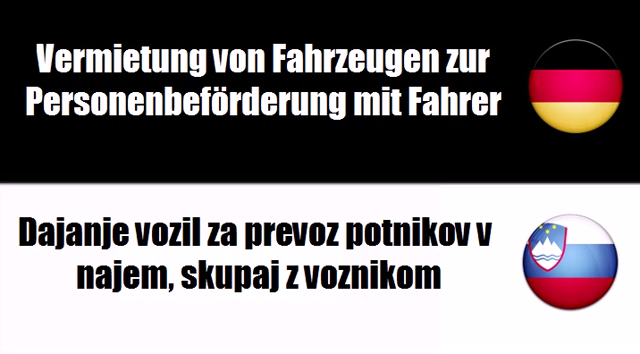 Vermietung von Fahrzeugen zur
Personenbeförderung mit Fahrer
Dajanje vozil za prevoz potnikov v
najem, skupaj z voznikom